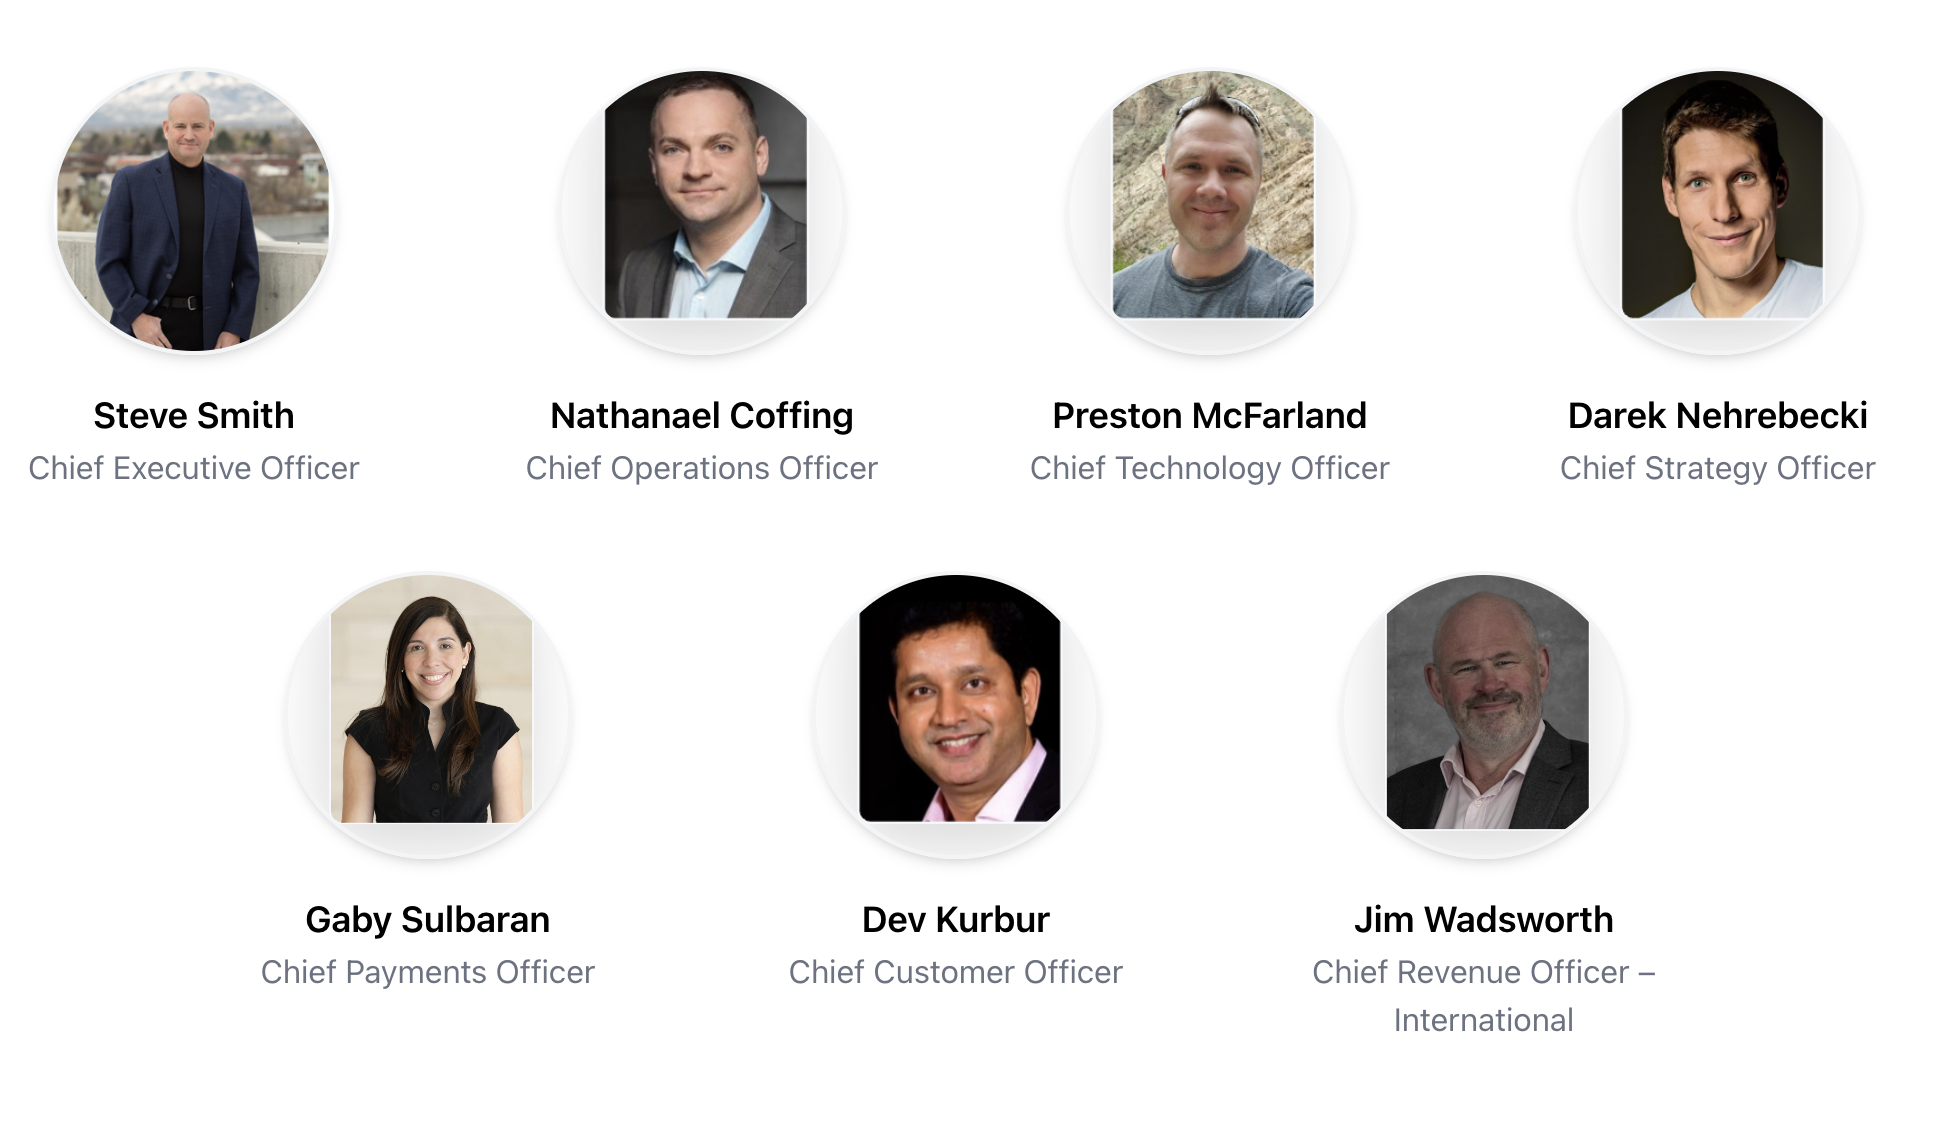 Steve Smith
Chief Executive Officer
Nathanael Coffing
Chief Operations Officer
Preston McFarland
Chief Technology Officer
Darek Nehrebecki
Chief Strategy Officer
Gaby Sulbaran
Chief Payments Officer
Dev Kurbur
Chief Customer Officer
Jim Wadsworth
Chief Revenue Officer –
International